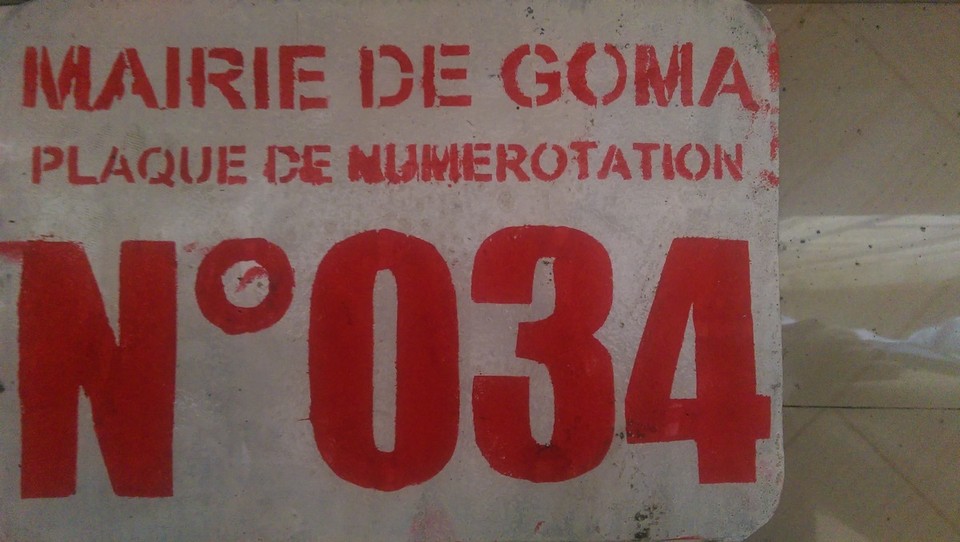 MAIRIE DE GOMA
PLAQUE DE NUMEROTATION
N°034